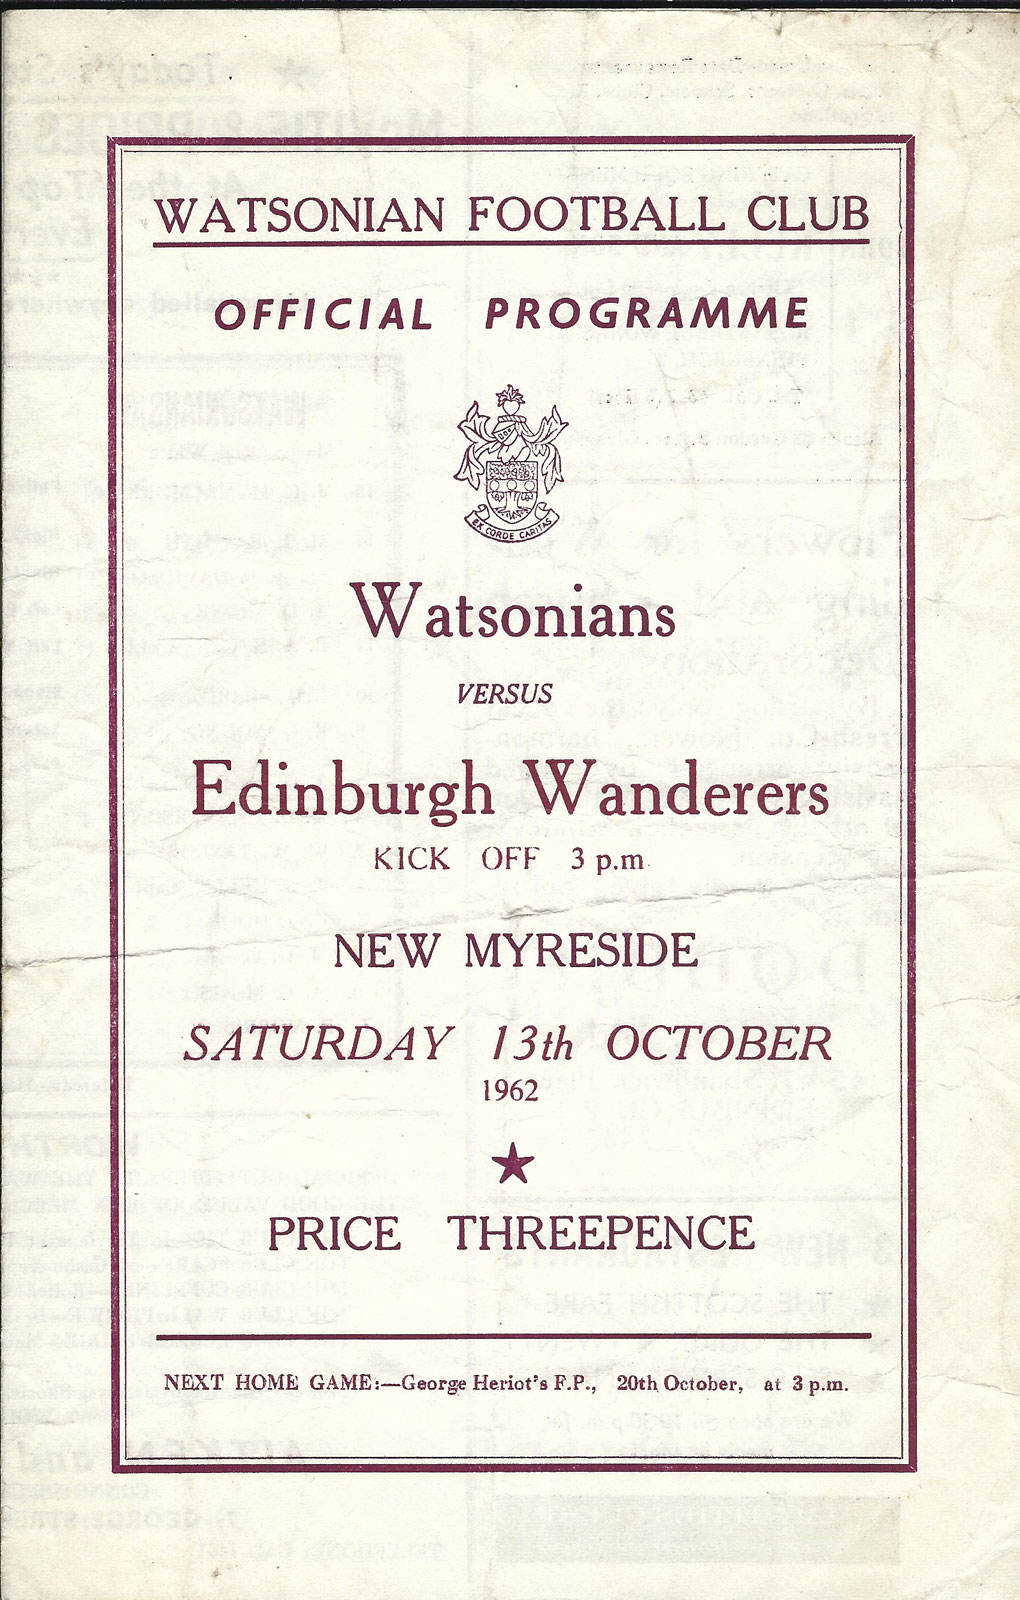 WATSONIAN FOOTBALL CLUB
OFFICIAL PROGRAMME
EX CORDE CARITAS
Watsonians
VERSUS
Edinburgh Wanderers
KICK OFF 3 p.m.
NEW MYRESIDE
SATURDAY 13th OCTOBER
1962
PRICE THREEPENCE
NEXT HOME GAME:—George Heriot's F.P., 20th October, at 3 p.m.